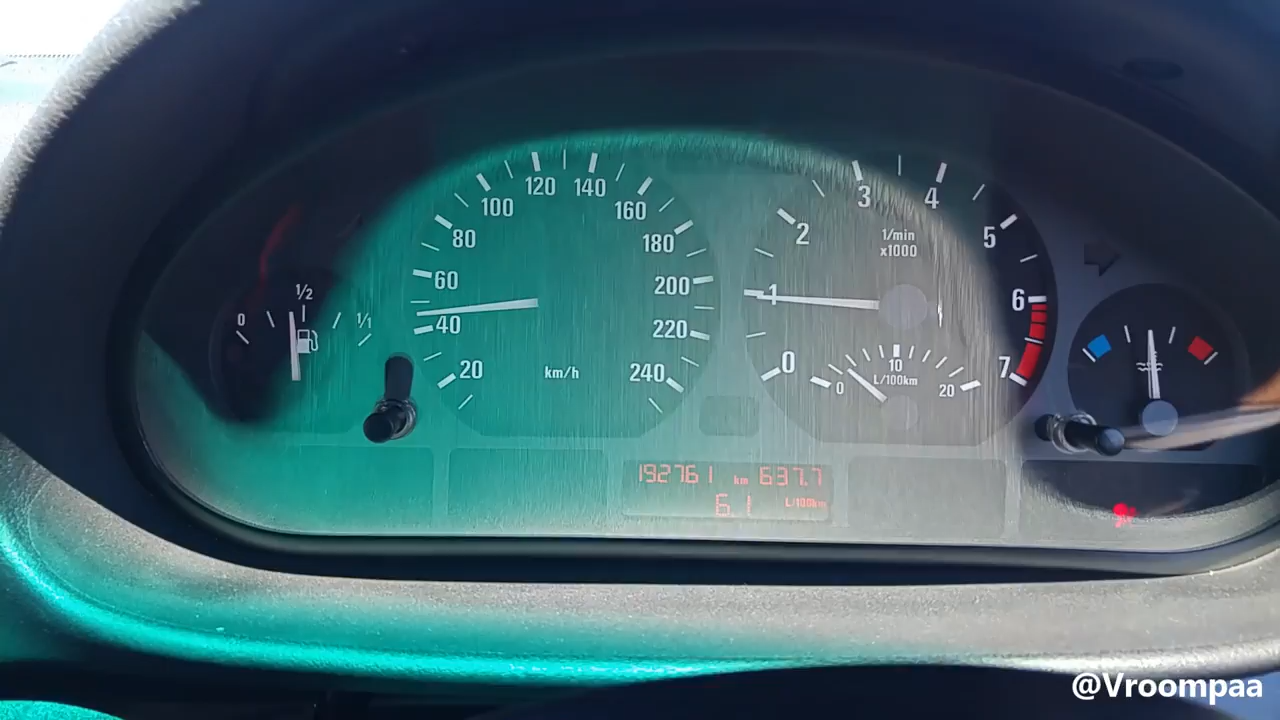 0 1/2 1/1
20 40 60 80 100 120 140 160 180 200 220 240
km/h
0 1 2 3 4 5 6 7
1/min
x1000
0 10 20
L/100km
192761 km 637.7
6.1 L/100km
@Vroompaa